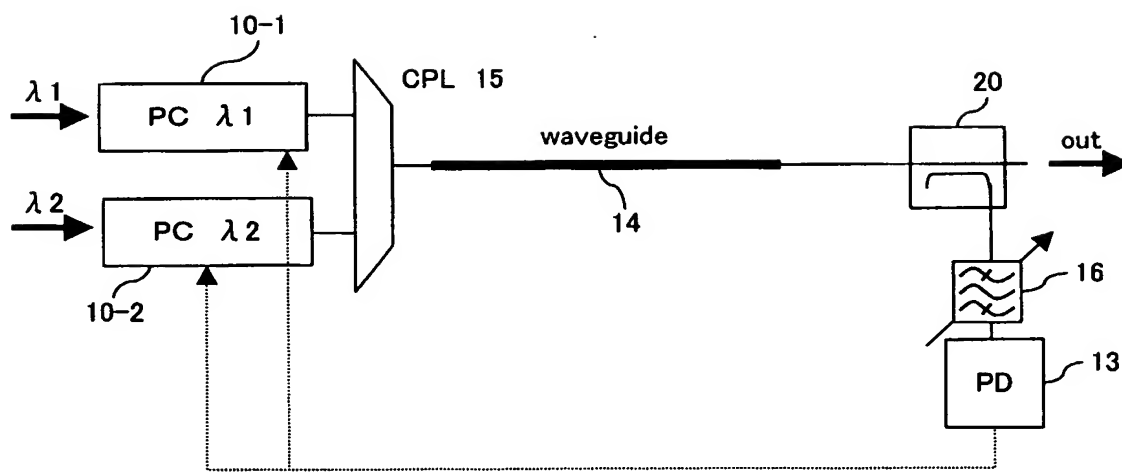 10-1
CPL 15
λ1
PC λ1
20
waveguide
out
λ2
PC λ2
14
16
10-2
13
PD